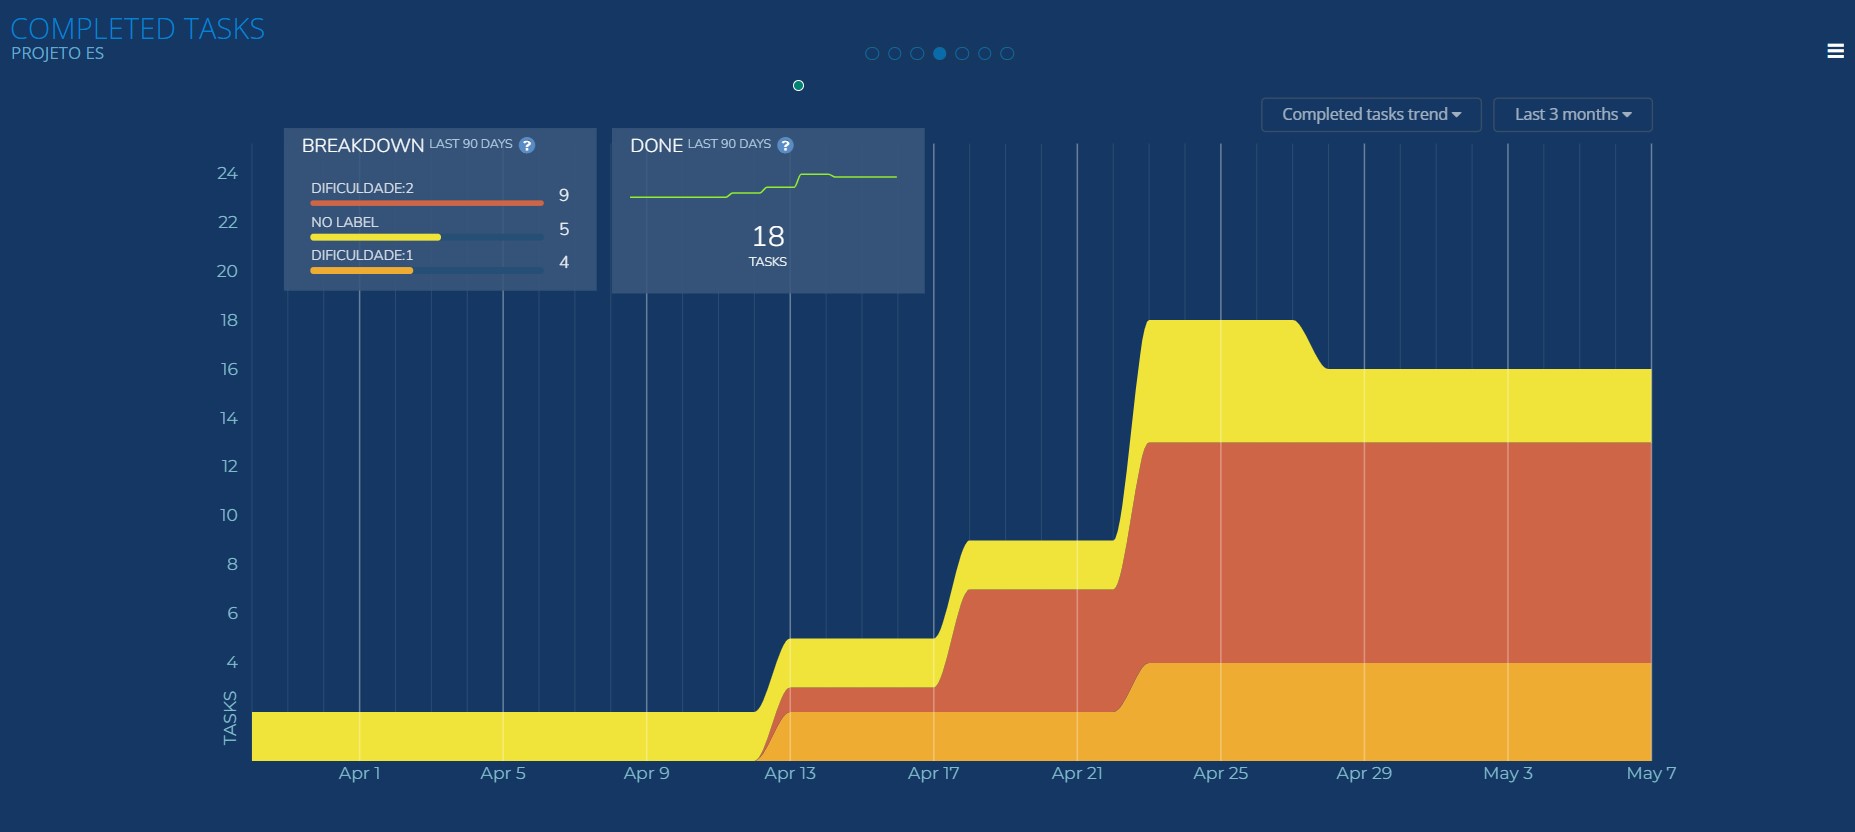 COMPLETED TASKS
PROJETO ES
Completed tasks trend
Last 3 months
BREAKDOWN LAST 90 DAYS ?
DIFICULDADE:2 9
NO LABEL 5
DIFICULDADE:1 4
DONE LAST 90 DAYS ?
18
TASKS
24
22
20
18
16
14
12
10
8
6
4
TASKS
Apr 1 Apr 5 Apr 9 Apr 13 Apr 17 Apr 21 Apr 25 Apr 29 May 3 May 7